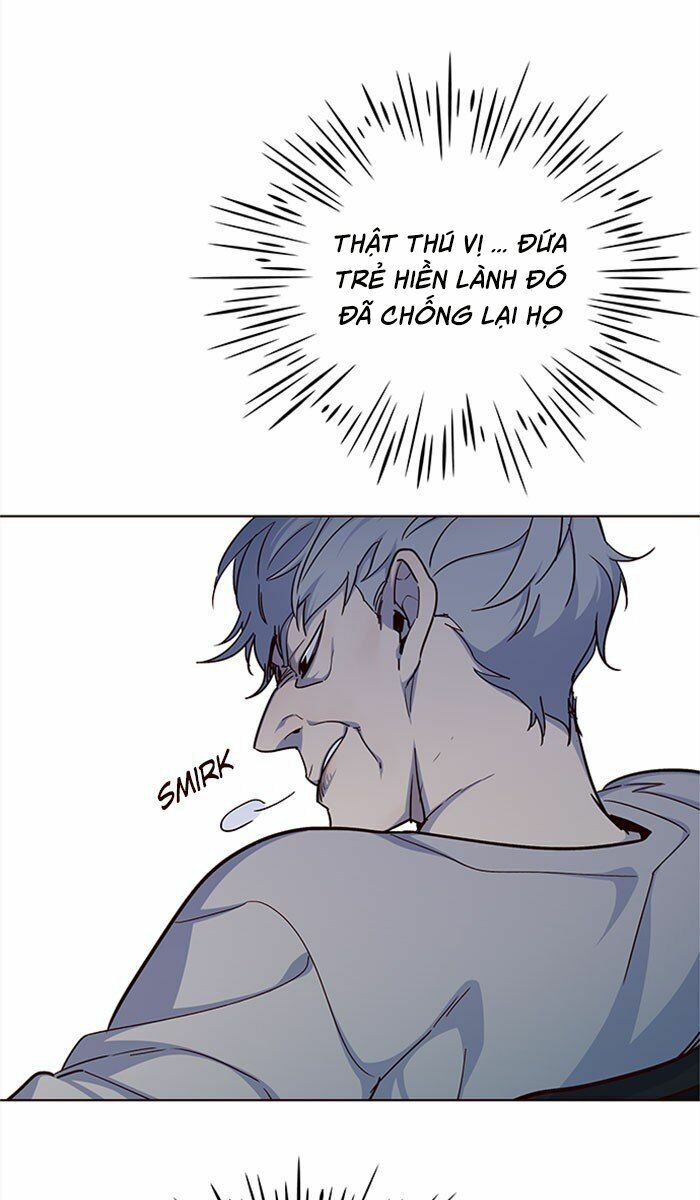 THẬT THÚ VỊ ... ĐỨA
TRẺ HIỀN LÀNH ĐÓ
ĐÃ CHỐNG LẠI HỌ
SMIRK